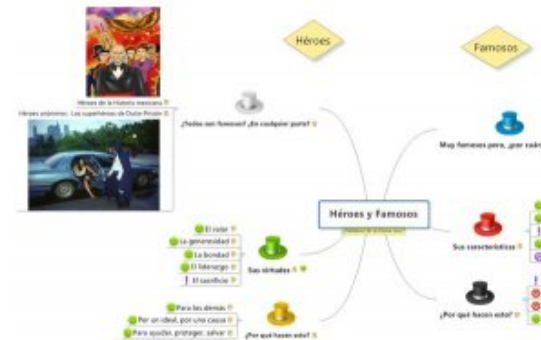 Héroes
Famosos
Héroes de la Historia mexicana
Héroes anónimos: Los superhéroes de Dulce Pinzón
¿Todos son famosos? ¿En cualquier parte?
Muy famosos pero, ¿por
Héroes y Famosos
El valor
La generosidad
La bondad
El liderazgo
El sacrificio
Sus virtudes
Sus características
Para los demás
Por un ideal, por una causa
Para ayudar, proteger, salvar
¿Por qué hacen esto?
¿Por qué hacen esto?